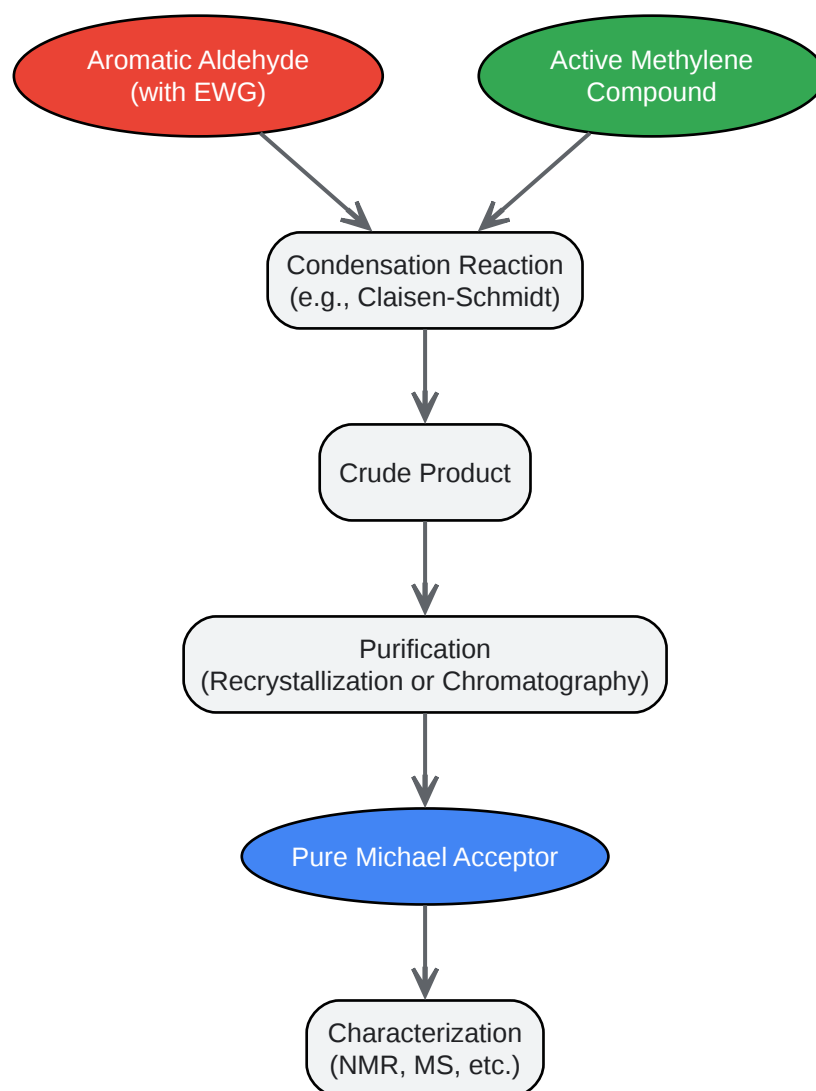 Aromatic Aldehyde
(with EWG)
Active Methylene
Compound
Condensation Reaction
(e.g., Claisen-Schmidt)
Crude Product
Purification
(Recrystallization or Chromatography)
Pure Michael Acceptor
Characterization
(NMR, MS, etc.)